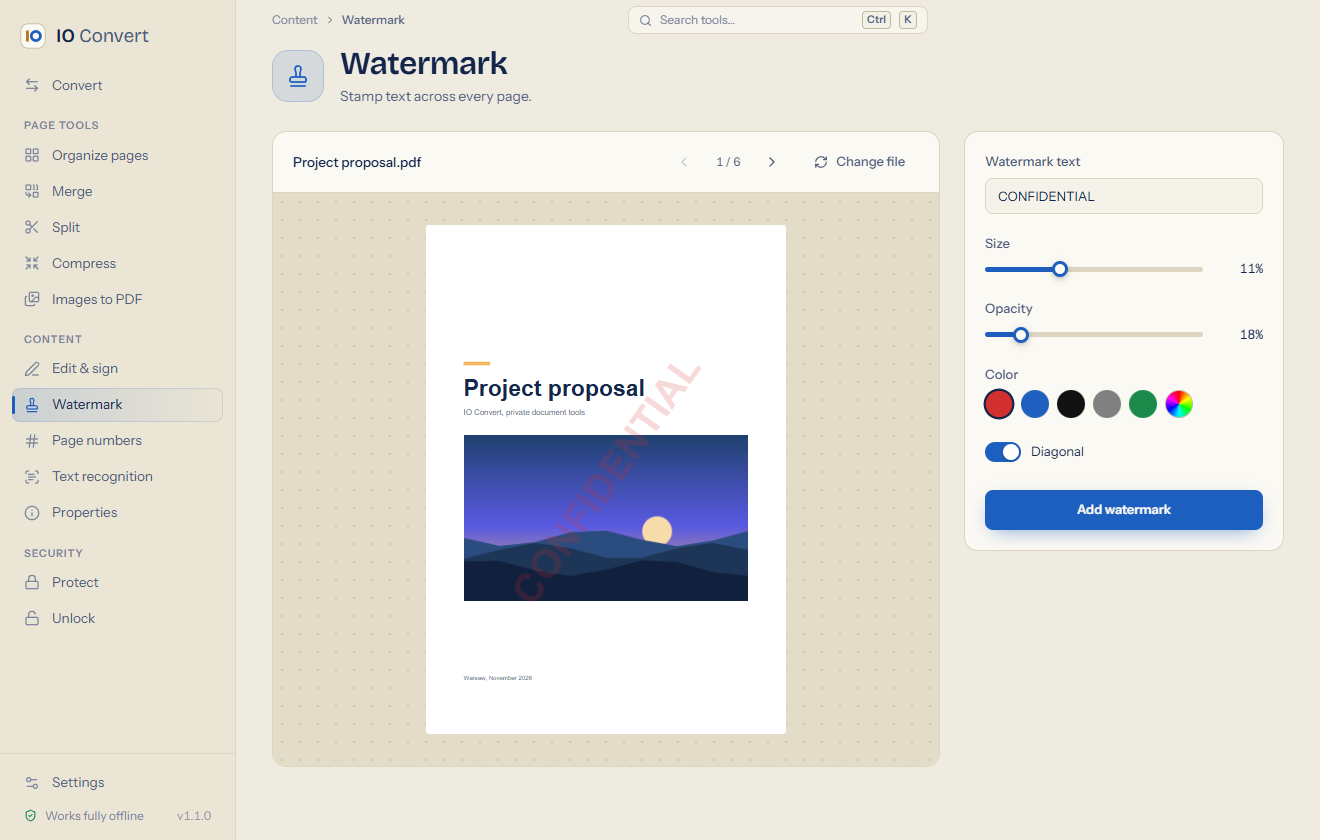 IO Convert
Convert
PAGE TOOLS
Organize pages
Merge
Split
Compress
Images to PDF
CONTENT
Edit & sign
Watermark
Page numbers
Text recognition
Properties
SECURITY
Protect
Unlock
Settings
Works fully offline v1.1.0
Content > Watermark
Search tools... Ctrl K
Watermark
Stamp text across every page.
Project proposal.pdf
1 / 6
Change file
Project proposal
IO Convert, private document tools
CONFIDENTIAL
Warsaw, November 2026
Watermark text
CONFIDENTIAL
Size
11%
Opacity
18%
Color
Diagonal
Add watermark